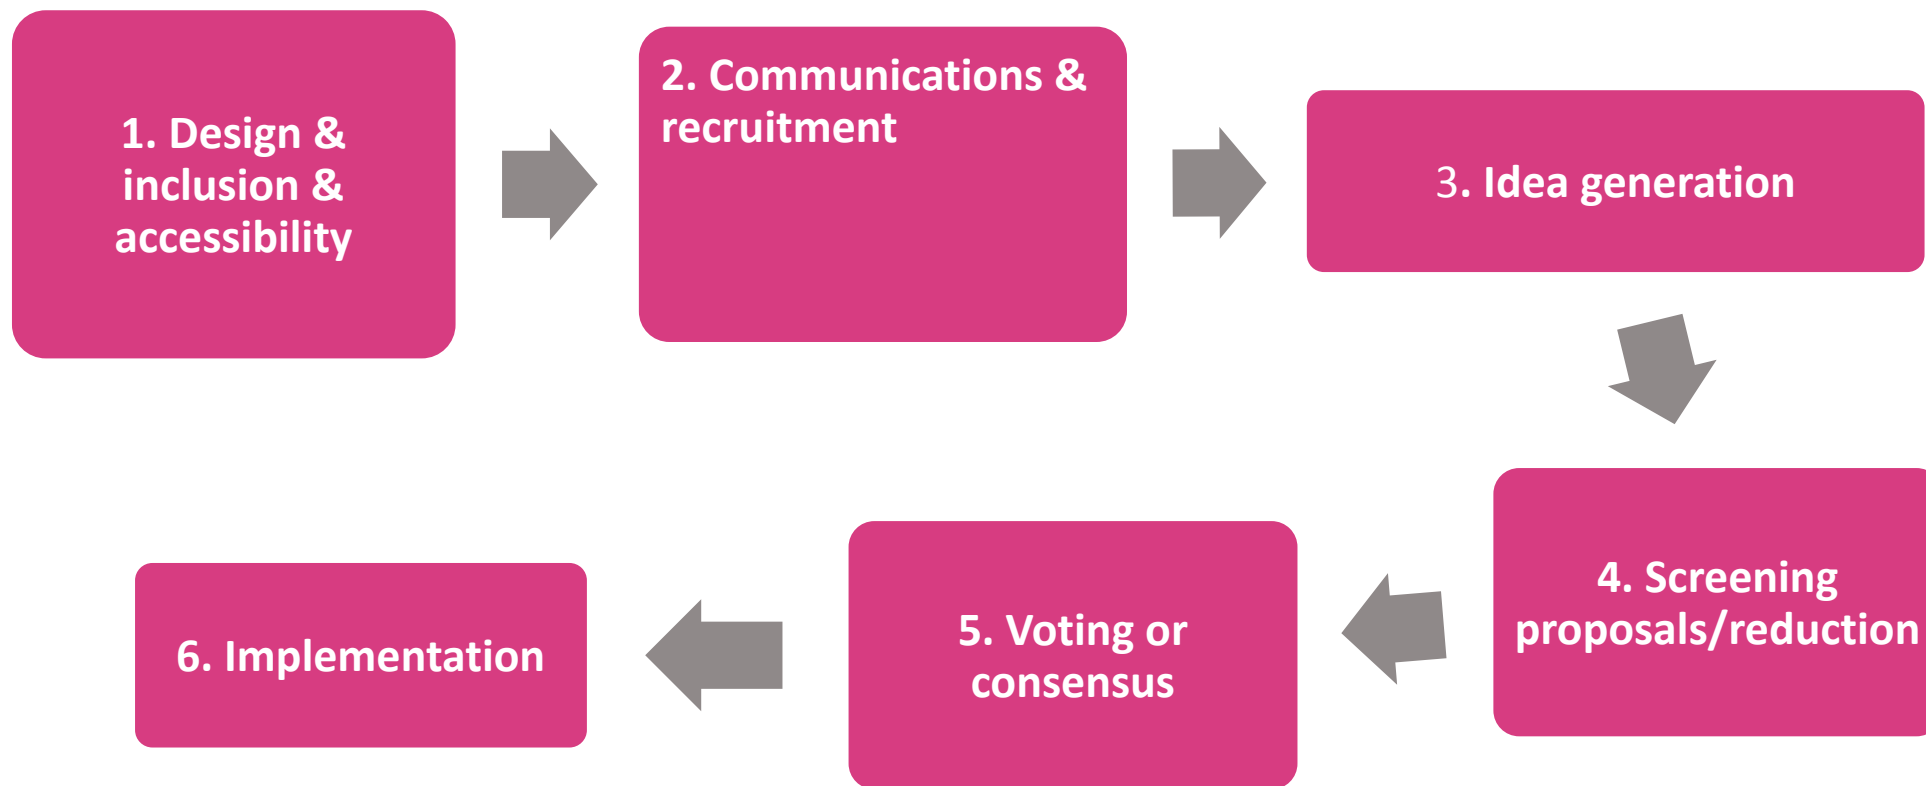 1. Design &
inclusion &
accessibility
2. Communications &
recruitment
3. Idea generation
4. Screening
proposals/reduction
5. Voting or
consensus
6. Implementation